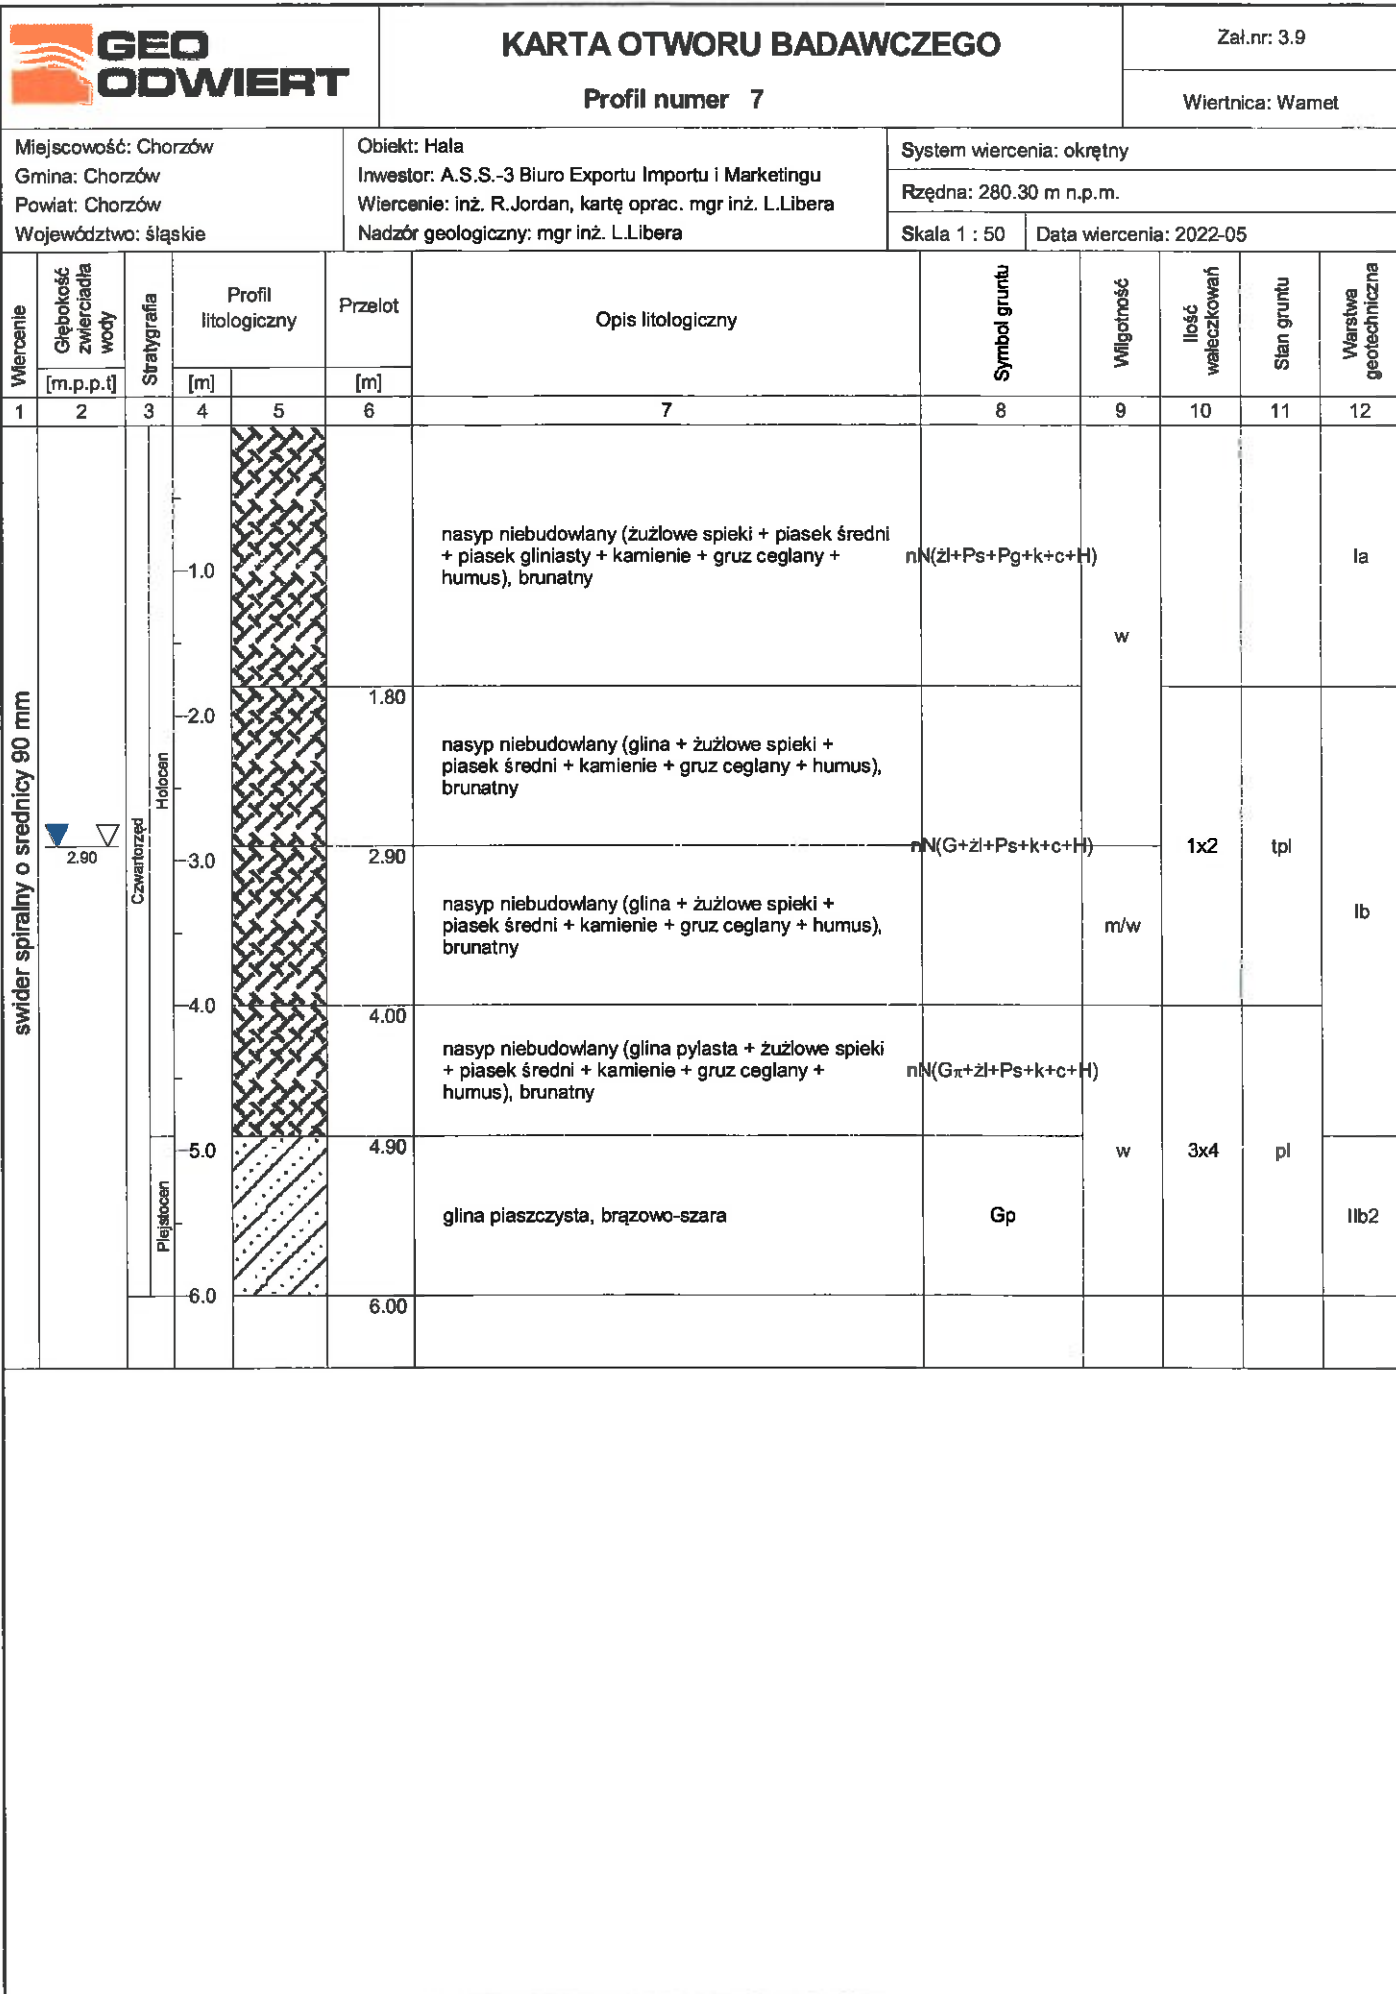 GEO
ODWIERT
KARTA OTWORU BADAWCZEGO
Profil numer 7
Zał.nr: 3.9
Wiertnica: Wamet
Miejscowość: Chorzów
Gmina: Chorzów
Powiat: Chorzów
Województwo: śląskie
Obiekt: Hala
Inwestor: A.S.S.-3 Biuro Exportu Importu i Marketingu
Wiercenie: inż. R.Jordan, kartę oprac. mgr inż. L.Libera
Nadzór geologiczny: mgr inż. L.Libera
System wiercenia: okrętny
Rzędna: 280.30 m n.p.m.
Skala 1 : 50
Data wiercenia: 2022-05
Wiercenie
Głębokość
zwierciadła
wody
[m.p.p.t]
Stratygrafia
Profil
litologiczny
[m]
Przelot
[m]
Opis litologiczny
Symbol gruntu
Wilgotność
Ilość
wałeczkowań
Stan gruntu
Warstwa
geotechniczna
1 2 3 4 5 6 7 8 9 10 11 12
swider spiralny o srednicy 90 mm
2.90
Czwartorzęd
Holocen
Plejstocen
1.0
2.0
3.0
4.0
5.0
6.0
1.80
2.90
4.00
4.90
6.00
nasyp niebudowlany (żużlowe spieki + piasek średni
+ piasek gliniasty + kamienie + gruz ceglany +
humus), brunatny
nN(żl+Ps+Pg+k+c+H)
w
Ia
nasyp niebudowlany (glina + żużlowe spieki +
piasek średni + kamienie + gruz ceglany + humus),
brunatny
nN(G+żl+Ps+k+c+H)
1x2
tpl
nasyp niebudowlany (glina + żużlowe spieki +
piasek średni + kamienie + gruz ceglany + humus),
brunatny
m/w
Ib
nasyp niebudowlany (glina pylasta + żużlowe spieki
+ piasek średni + kamienie + gruz ceglany +
humus), brunatny
nN(Gπ+żl+Ps+k+c+H)
w
3x4
pl
glina piaszczysta, brązowo-szara
Gp
IIb2